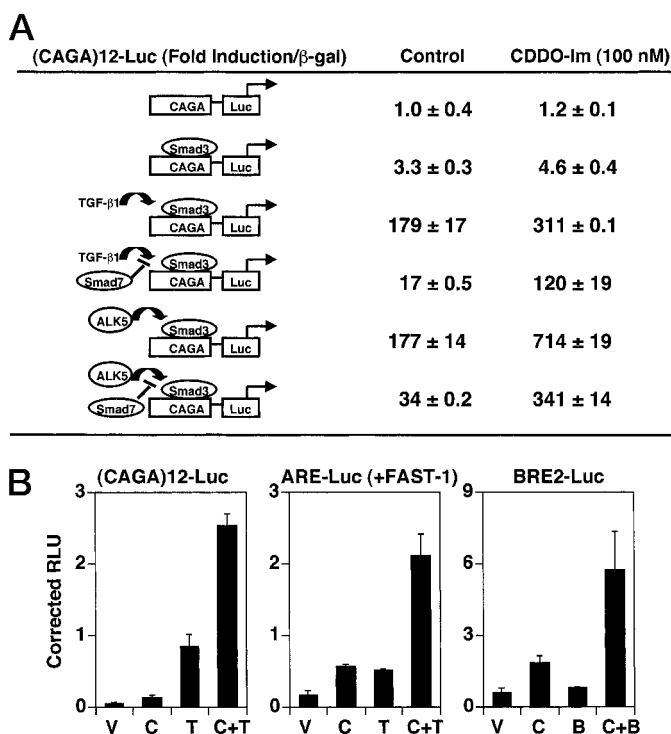 A
(CAGA)12-Luc (Fold Induction/β-gal) Control CDDO-Im (100 nM)
CAGA Luc 1.0 ± 0.4 1.2 ± 0.1
Smad3
CAGA Luc 3.3 ± 0.3 4.6 ± 0.4
TGF-β1 Smad3
CAGA Luc 179 ± 17 311 ± 0.1
TGF-β1 Smad3
Smad7 CAGA Luc 17 ± 0.5 120 ± 19
ALK5 Smad3
CAGA Luc 177 ± 14 714 ± 19
ALK5 Smad3
Smad7 CAGA Luc 34 ± 0.2 341 ± 14
B
(CAGA)12-Luc ARE-Luc (+FAST-1) BRE2-Luc
Corrected RLU
3 3 9
2 2 6
1 1 3
0 0 0
V C T C+T V C T C+T V C B C+B